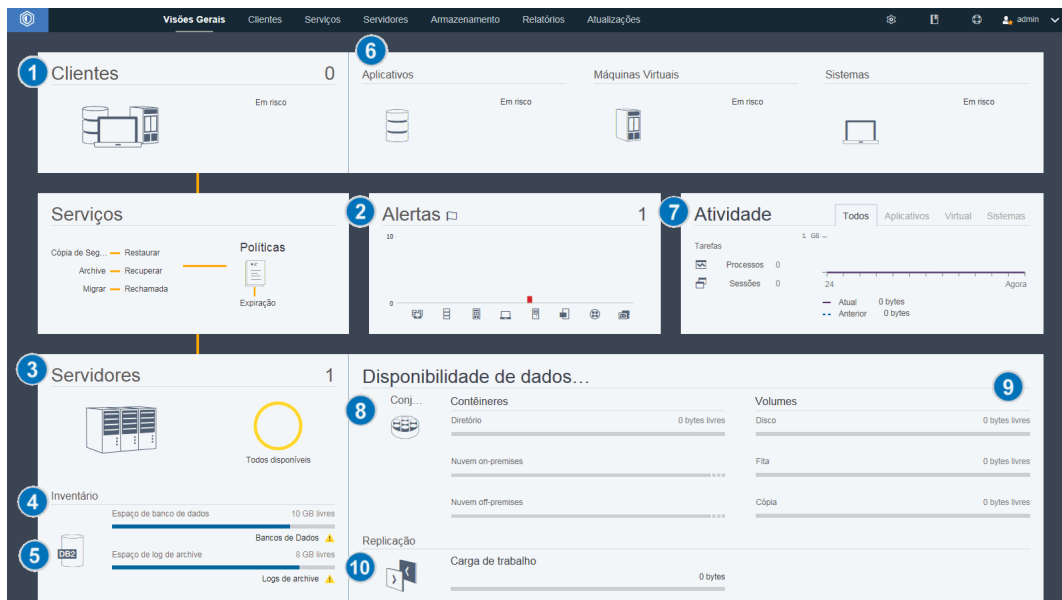 Visões Gerais Clientes Serviços Servidores Armazenamento Relatórios Atualizações admin
1 Clientes 0
6
Aplicativos Máquinas Virtuais Sistemas
Em risco Em risco Em risco Em risco
Serviços
Cópia de Seg... Restaurar
Archive Recuperar
Migrar Rechamada
Políticas
Expiração
2 Alertas 1
10
0
7 Atividade Todos Aplicativos Virtual Sistemas
Tarefas
Processos 0
Sessões 0
1 GB
24 Agora
Atual 0 bytes
Anterior 0 bytes
3 Servidores 1
Todos disponíveis
4 Inventário
Espaço de banco de dados 10 GB livres
Bancos de Dados
5 DB2 Espaço de log de archive 8 GB livres
Logs de archive
Disponibilidade de dados...
8 Conj... Contêineres
Diretório 0 bytes livres
Nuvem on-premises
Nuvem off-premises
9
Volumes
Disco 0 bytes livres
Fita 0 bytes livres
Cópia 0 bytes livres
Replicação
10 Carga de trabalho
0 bytes